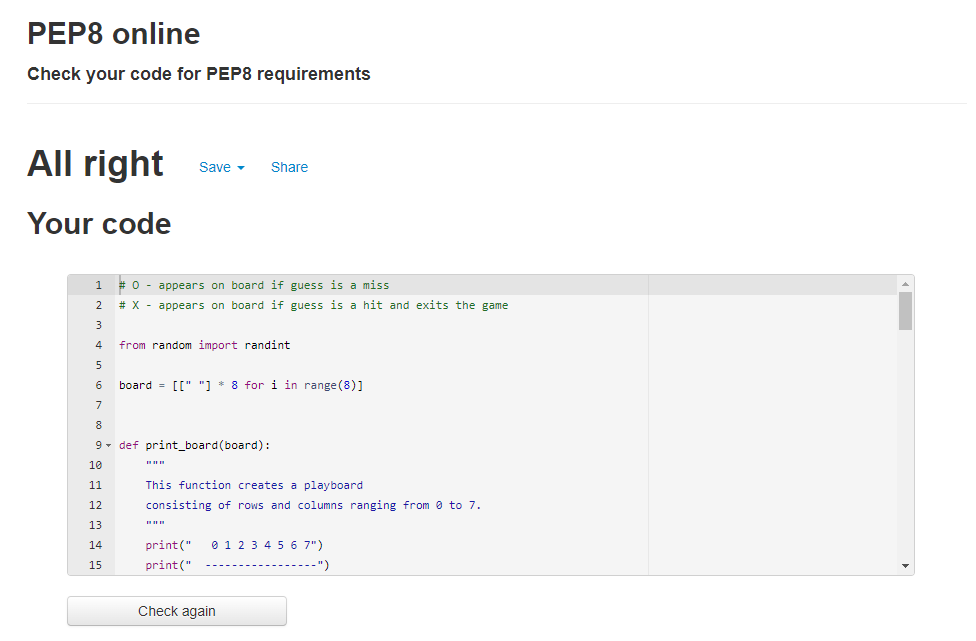 PEP8 online
Check your code for PEP8 requirements
All right Save Share
Your code
1 # O - appears on board if guess is a miss
2 # X - appears on board if guess is a hit and exits the game
3
4 from random import randint
5
6 board = [[" "] * 8 for i in range(8)]
7
8
9 def print_board(board):
10     """
11     This function creates a playboard
12     consisting of rows and columns ranging from 0 to 7.
13     """
14     print("   0 1 2 3 4 5 6 7")
15     print("  -----------------")
Check again